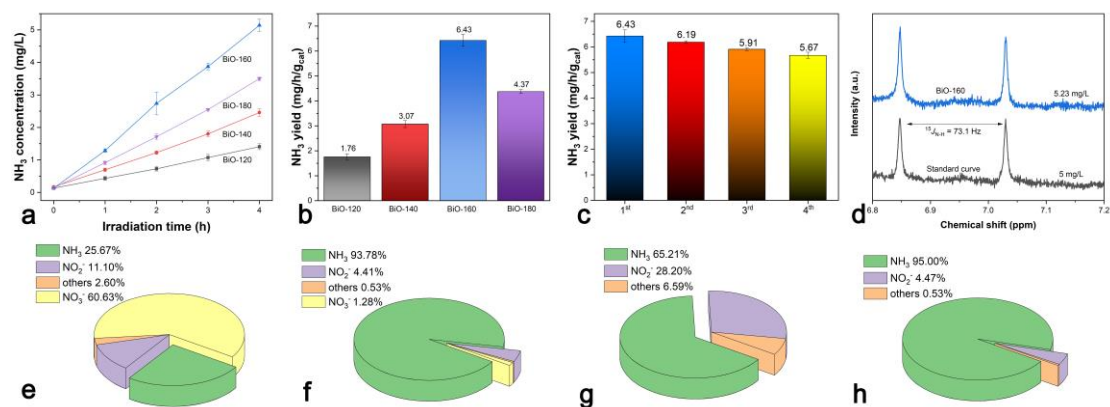 NH₃ concentration (mg/L)
5
4
3
2
1
0
BiO-160
BiO-180
BiO-140
BiO-120
0 1 2 3 4
Irradiation time (h)
a
NH₃ yield (mg/h/g_cat)
7
6
5
4
3
2
1
0
1.76
3.07
6.43
4.37
BiO-120 BiO-140 BiO-160 BiO-180
b
NH₃ yield (mg/h/g_cat)
7
6
5
4
3
2
1
0
6.43
6.19
5.91
5.67
1st 2nd 3rd 4th
c
Intensity (a.u.)
BiO-160 5.23 mg/L
¹⁵J_N-H = 73.1 Hz
Standard curve 5 mg/L
6.8 6.9 7.0 7.1 7.2
Chemical shift (ppm)
d
NH₃ 25.67%
NO₂⁻ 11.10%
others 2.60%
NO₃⁻ 60.63%
e
NH₃ 93.78%
NO₂⁻ 4.41%
others 0.53%
NO₃⁻ 1.28%
f
NH₃ 65.21%
NO₂⁻ 28.20%
others 6.59%
g
NH₃ 95.00%
NO₂⁻ 4.47%
others 0.53%
h